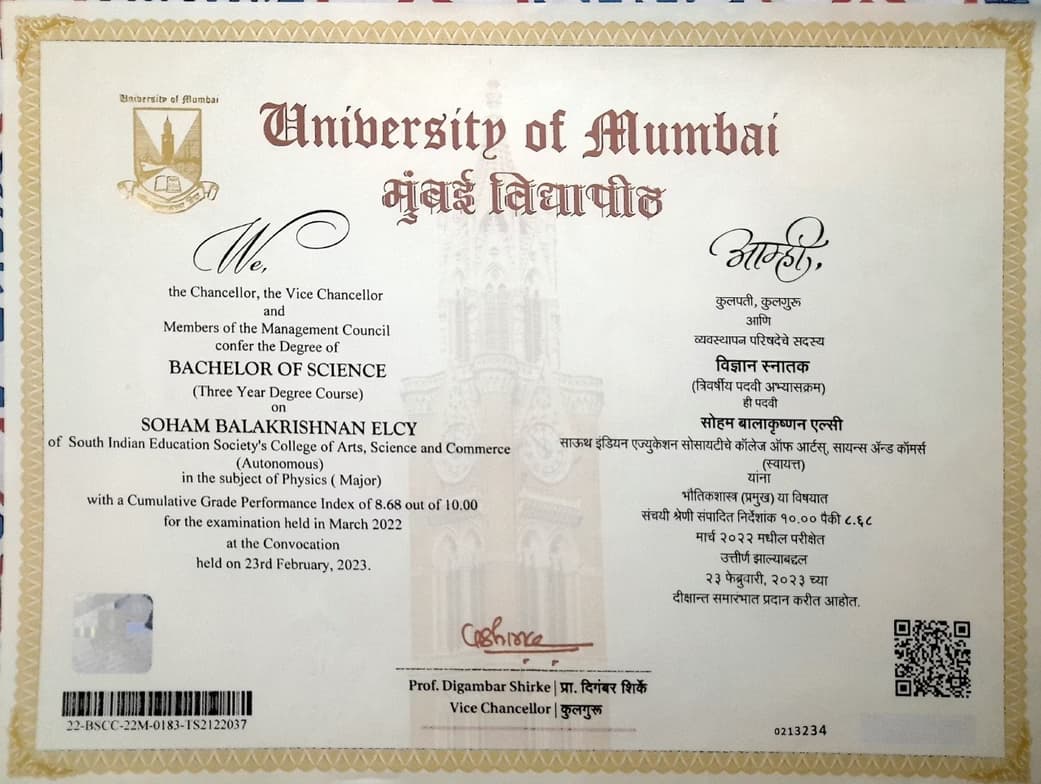 University of Mumbai
University of Mumbai
मुंबई विद्यापीठ
We,
the Chancellor, the Vice Chancellor
and
Members of the Management Council
confer the Degree of
BACHELOR OF SCIENCE
(Three Year Degree Course)
on
SOHAM BALAKRISHNAN ELCY
of South Indian Education Society's College of Arts, Science and Commerce
(Autonomous)
in the subject of Physics ( Major)
with a Cumulative Grade Performance Index of 8.68 out of 10.00
for the examination held in March 2022
at the Convocation
held on 23rd February, 2023.
आम्ही,
कुलपती, कुलगुरू
आणि
व्यवस्थापन परिषदेचे सदस्य
विज्ञान स्नातक
(त्रिवर्षीय पदवी अभ्यासक्रम)
ही पदवी
सोहम बालाकृष्णन एल्सी
साऊथ इंडियन एज्युकेशन सोसायटीचे कॉलेज ऑफ आर्टस्, सायन्स अ‍ॅन्ड कॉमर्स
(स्वायत्त)
यांना
भौतिकशास्त्र (प्रमुख) या विषयात
संचयी श्रेणी संपादित निर्देशांक १०.०० पैकी ८.६८
मार्च २०२२ मधील परीक्षेत
उत्तीर्ण झाल्याबद्दल
२३ फेब्रुवारी, २०२३ च्या
दीक्षान्त समारंभात प्रदान करीत आहोत.
Prof. Digambar Shirke | प्रा. दिगंबर शिर्के
Vice Chancellor | कुलगुरू
22-BSCC-22M-0183-TS2122037
0213234